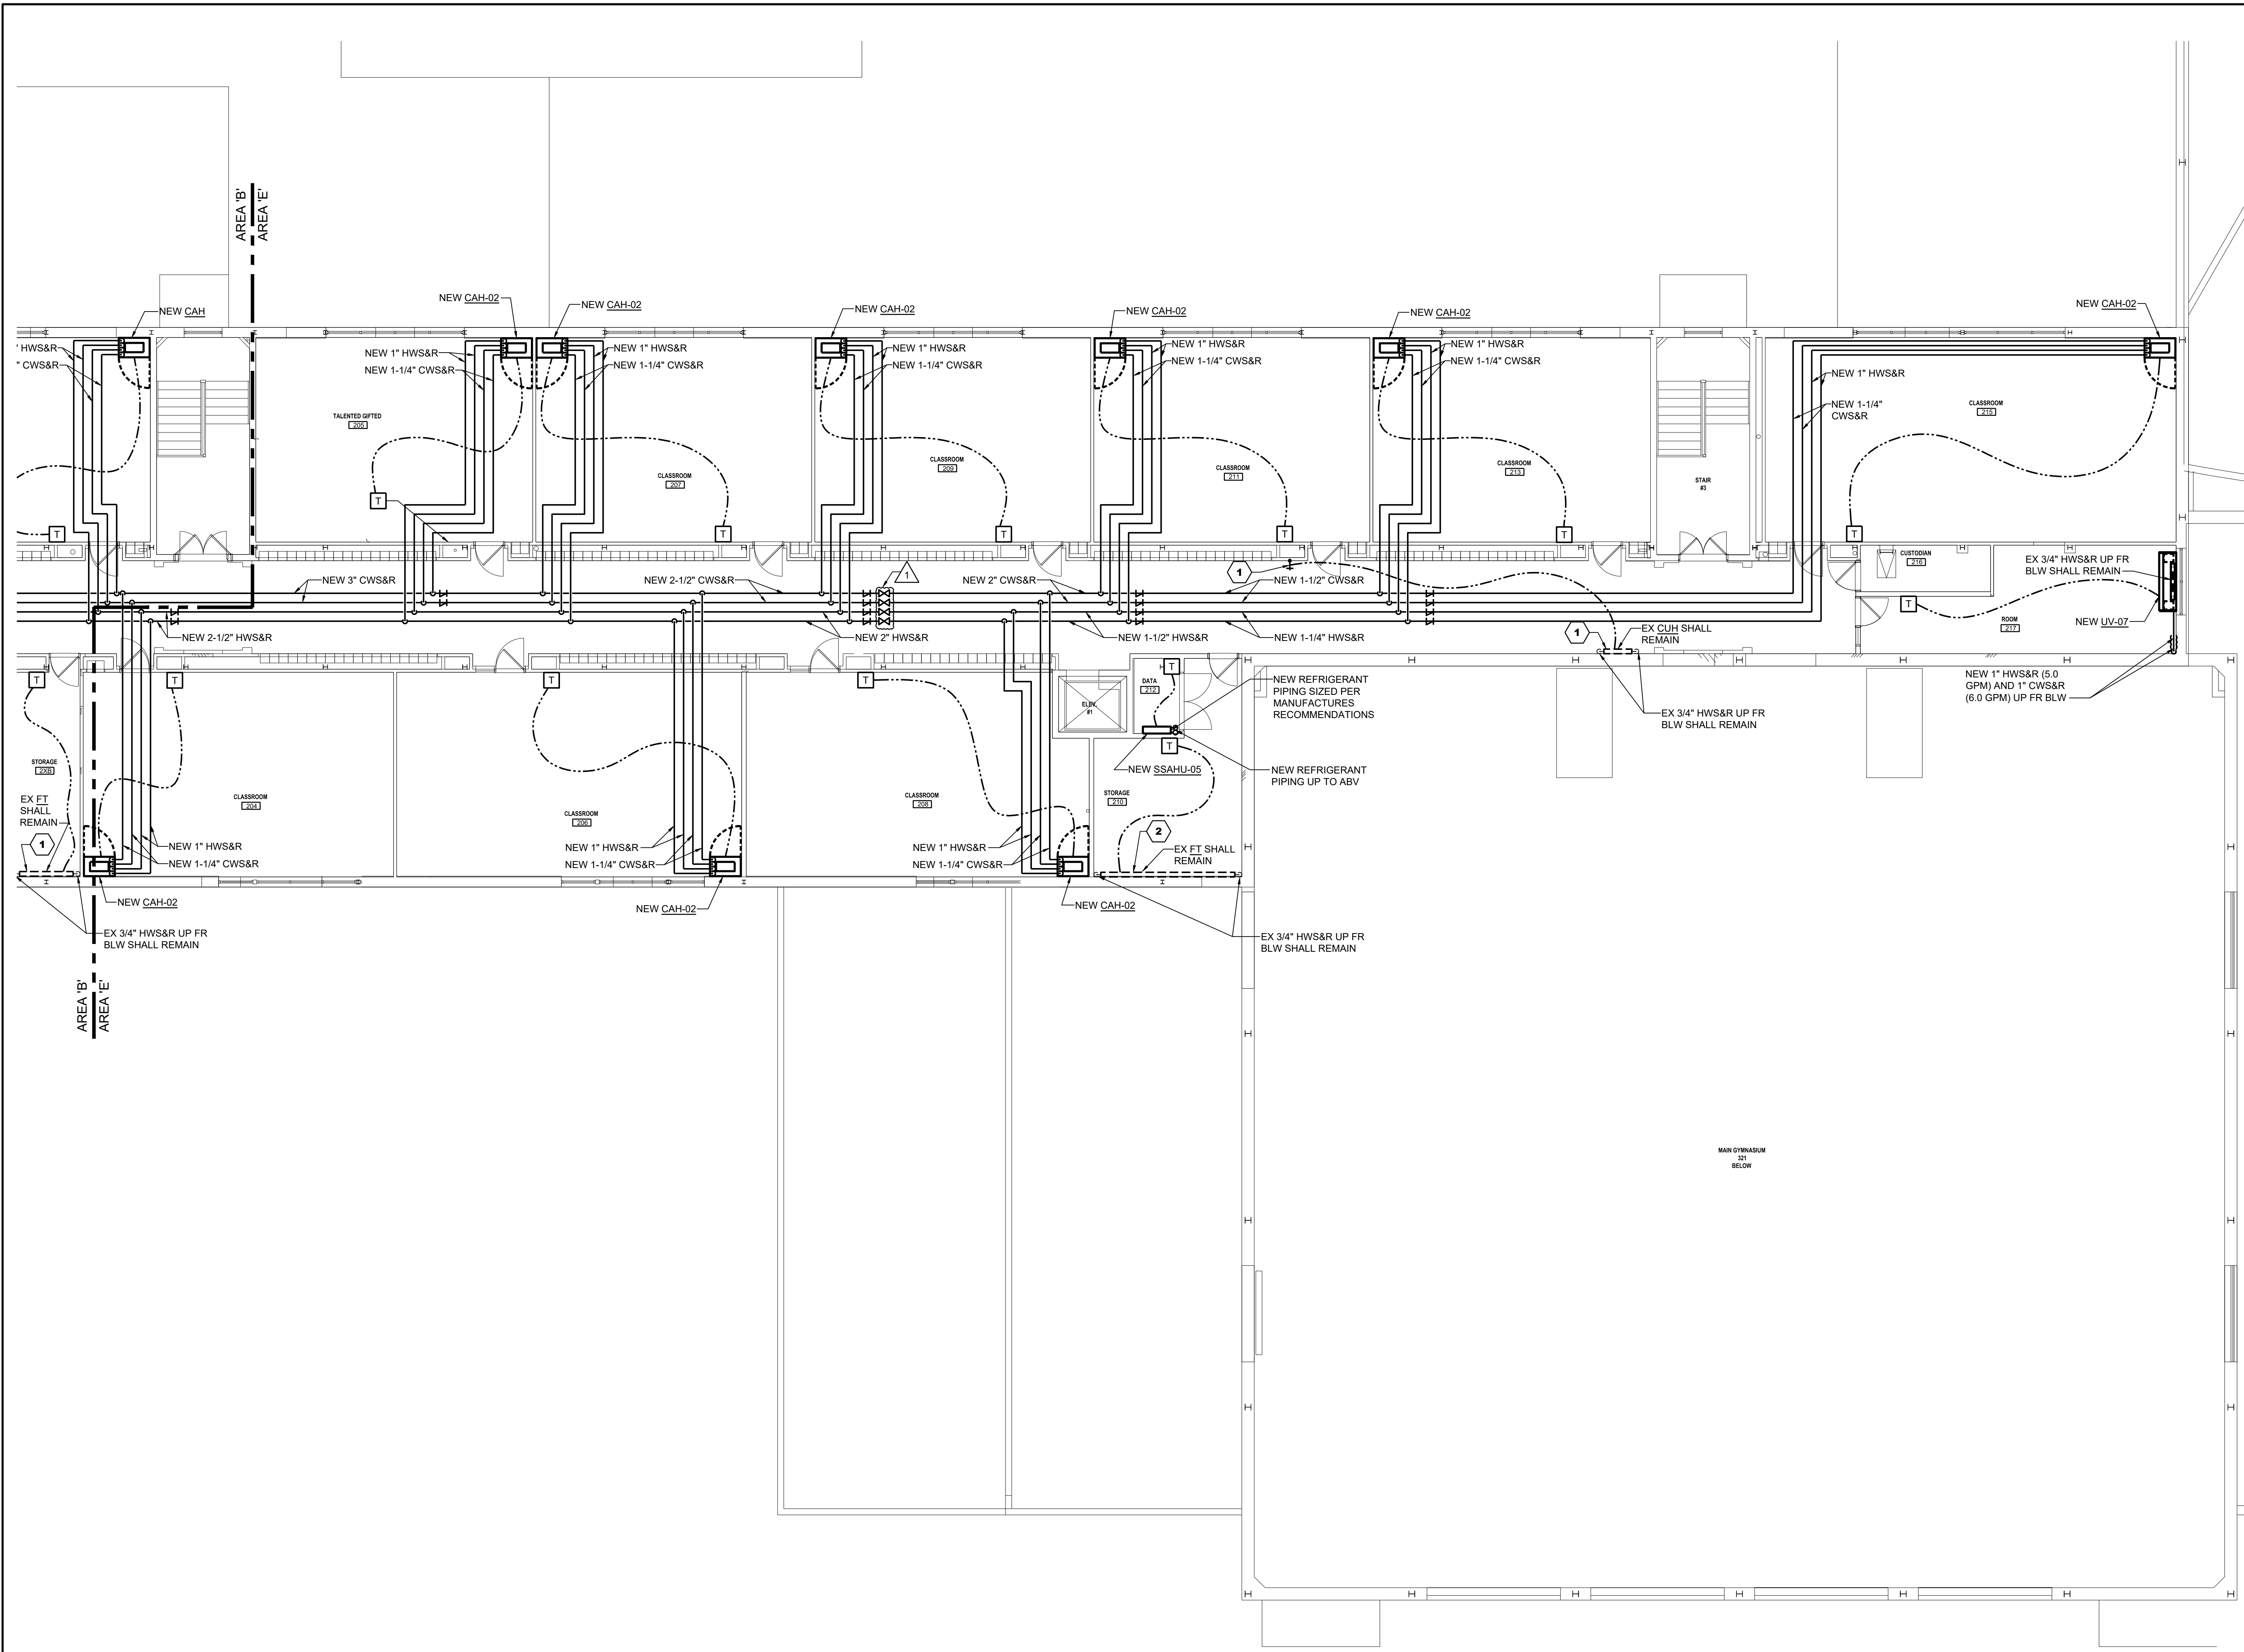 AREA 'B'
AREA 'E'
NEW CAH
NEW CAH-02
NEW CAH-02
NEW CAH-02
NEW CAH-02
NEW CAH-02
NEW CAH-02
" HWS&R
" CWS&R
NEW 1" HWS&R
NEW 1-1/4" CWS&R
NEW 1" HWS&R
NEW 1-1/4" CWS&R
NEW 1" HWS&R
NEW 1-1/4" CWS&R
NEW 1" HWS&R
NEW 1-1/4" CWS&R
NEW 1" HWS&R
NEW 1-1/4" CWS&R
NEW 1" HWS&R
NEW 1-1/4"
CWS&R
TALENTED GIFTED
205
CLASSROOM
207
CLASSROOM
209
CLASSROOM
211
CLASSROOM
213
STAIR
#3
CLASSROOM
215
T
T
T
T
T
T
T
CUSTODIAN
216
EX 3/4" HWS&R UP FR
BLW SHALL REMAIN
NEW 3" CWS&R
NEW 2-1/2" CWS&R
1
NEW 2" CWS&R
1
NEW 1-1/2" CWS&R
T
ROOM
217
NEW UV-07
NEW 2-1/2" HWS&R
NEW 2" HWS&R
NEW 1-1/2" HWS&R
NEW 1-1/4" HWS&R
1
EX CUH SHALL
REMAIN
NEW 1" HWS&R (5.0
GPM) AND 1" CWS&R
(6.0 GPM) UP FR BLW
EX 3/4" HWS&R UP FR
BLW SHALL REMAIN
T
T
T
T
T
DATA
212
ELEV.
#1
NEW REFRIGERANT
PIPING SIZED PER
MANUFACTURES
RECOMMENDATIONS
T
NEW SSAHU-05
NEW REFRIGERANT
PIPING UP TO ABV
STORAGE
2XB
EX FT
SHALL
REMAIN
1
CLASSROOM
204
CLASSROOM
206
CLASSROOM
208
STORAGE
210
2
EX FT SHALL
REMAIN
NEW 1" HWS&R
NEW 1-1/4" CWS&R
NEW 1" HWS&R
NEW 1-1/4" CWS&R
NEW 1" HWS&R
NEW 1-1/4" CWS&R
NEW CAH-02
NEW CAH-02
NEW CAH-02
EX 3/4" HWS&R UP FR
BLW SHALL REMAIN
EX 3/4" HWS&R UP FR
BLW SHALL REMAIN
AREA 'B'
AREA 'E'
MAIN GYMNASIUM
321
BELOW